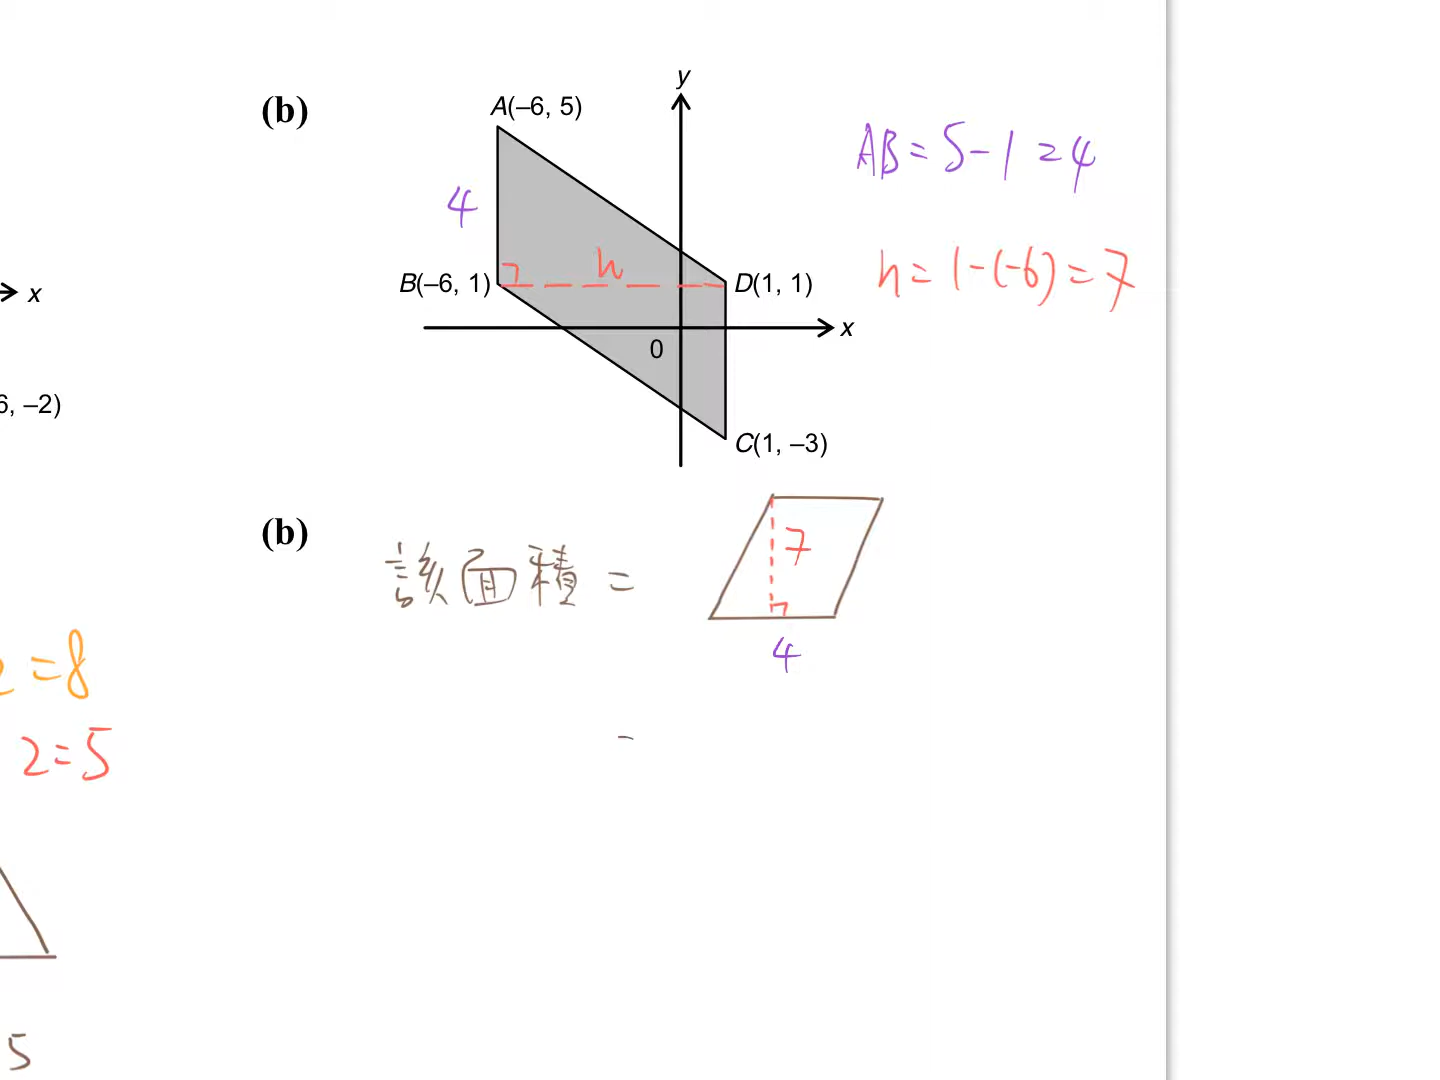 (b)
y
A(–6, 5)
AB = 5 - 1 = 4
4
h
B(–6, 1)
D(1, 1)
h = 1 - (-6) = 7
x
x
0
6, –2)
C(1, –3)
(b)
該面積 =
7
4
2 = 8
2 = 5
5